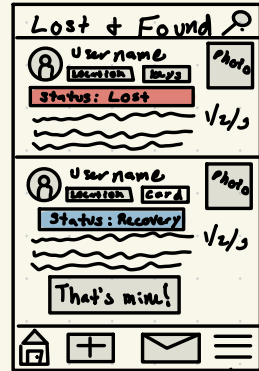 Lost & Found
Username
Photo
Location Keys
Status: Lost
1/2/3
Username
Photo
Location Card
Status: Recovery
1/2/3
That's mine!